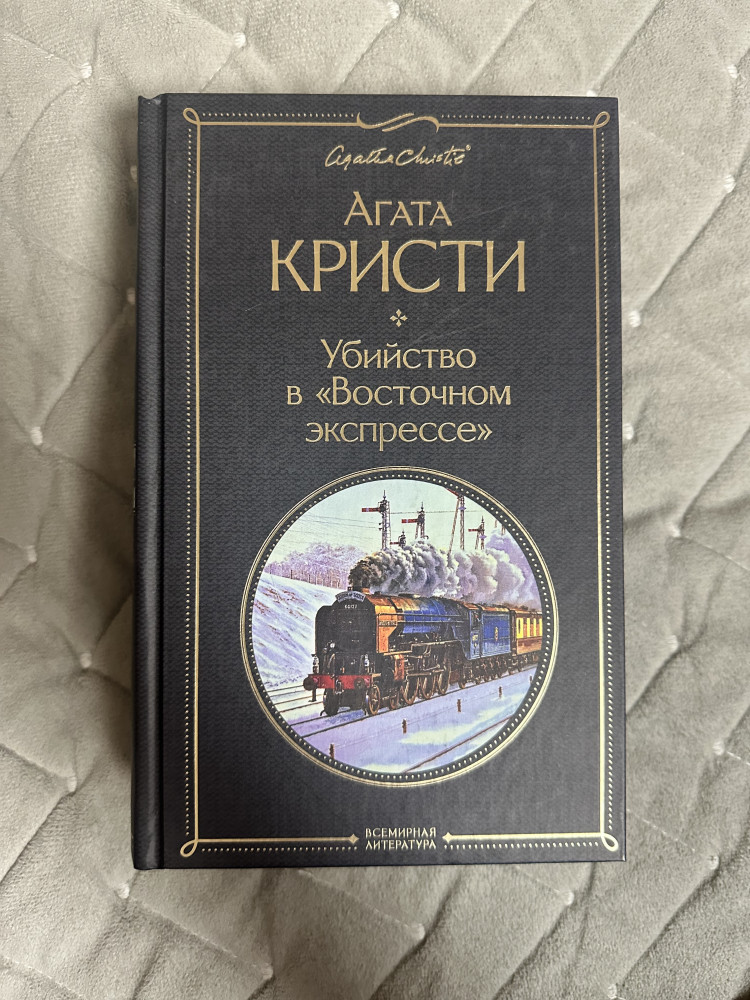 Agatha Christie®
АГАТА
КРИСТИ
УБИЙСТВО
В «ВОСТОЧНОМ
ЭКСПРЕССЕ»
ВСЕМИРНАЯ
ЛИТЕРАТУРА